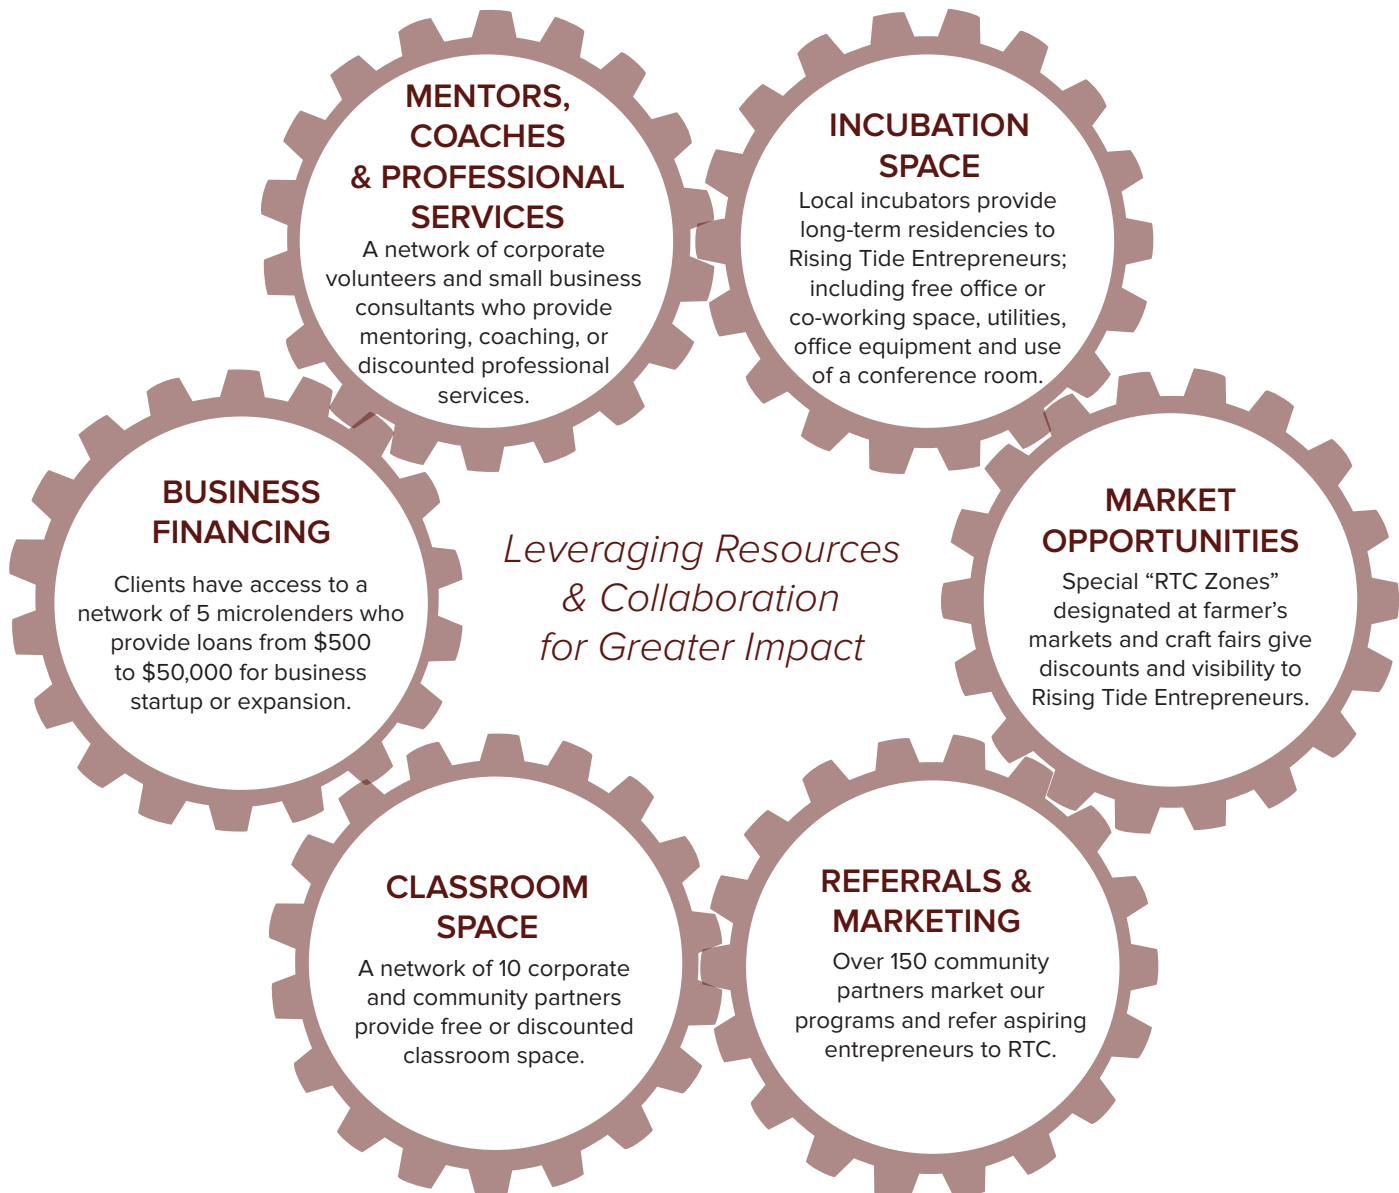 MENTORS,
COACHES
& PROFESSIONAL
SERVICES
A network of corporate
volunteers and small business
consultants who provide
mentoring, coaching, or
discounted professional
services.
INCUBATION
SPACE
Local incubators provide
long-term residencies to
Rising Tide Entrepreneurs;
including free office or
co-working space, utilities,
office equipment and use
of a conference room.
BUSINESS
FINANCING
Clients have access to a
network of 5 microlenders who
provide loans from $500
to $50,000 for business
startup or expansion.
Leveraging Resources
& Collaboration
for Greater Impact
MARKET
OPPORTUNITIES
Special “RTC Zones”
designated at farmer’s
markets and craft fairs give
discounts and visibility to
Rising Tide Entrepreneurs.
CLASSROOM
SPACE
A network of 10 corporate
and community partners
provide free or discounted
classroom space.
REFERRALS &
MARKETING
Over 150 community
partners market our
programs and refer aspiring
entrepreneurs to RTC.